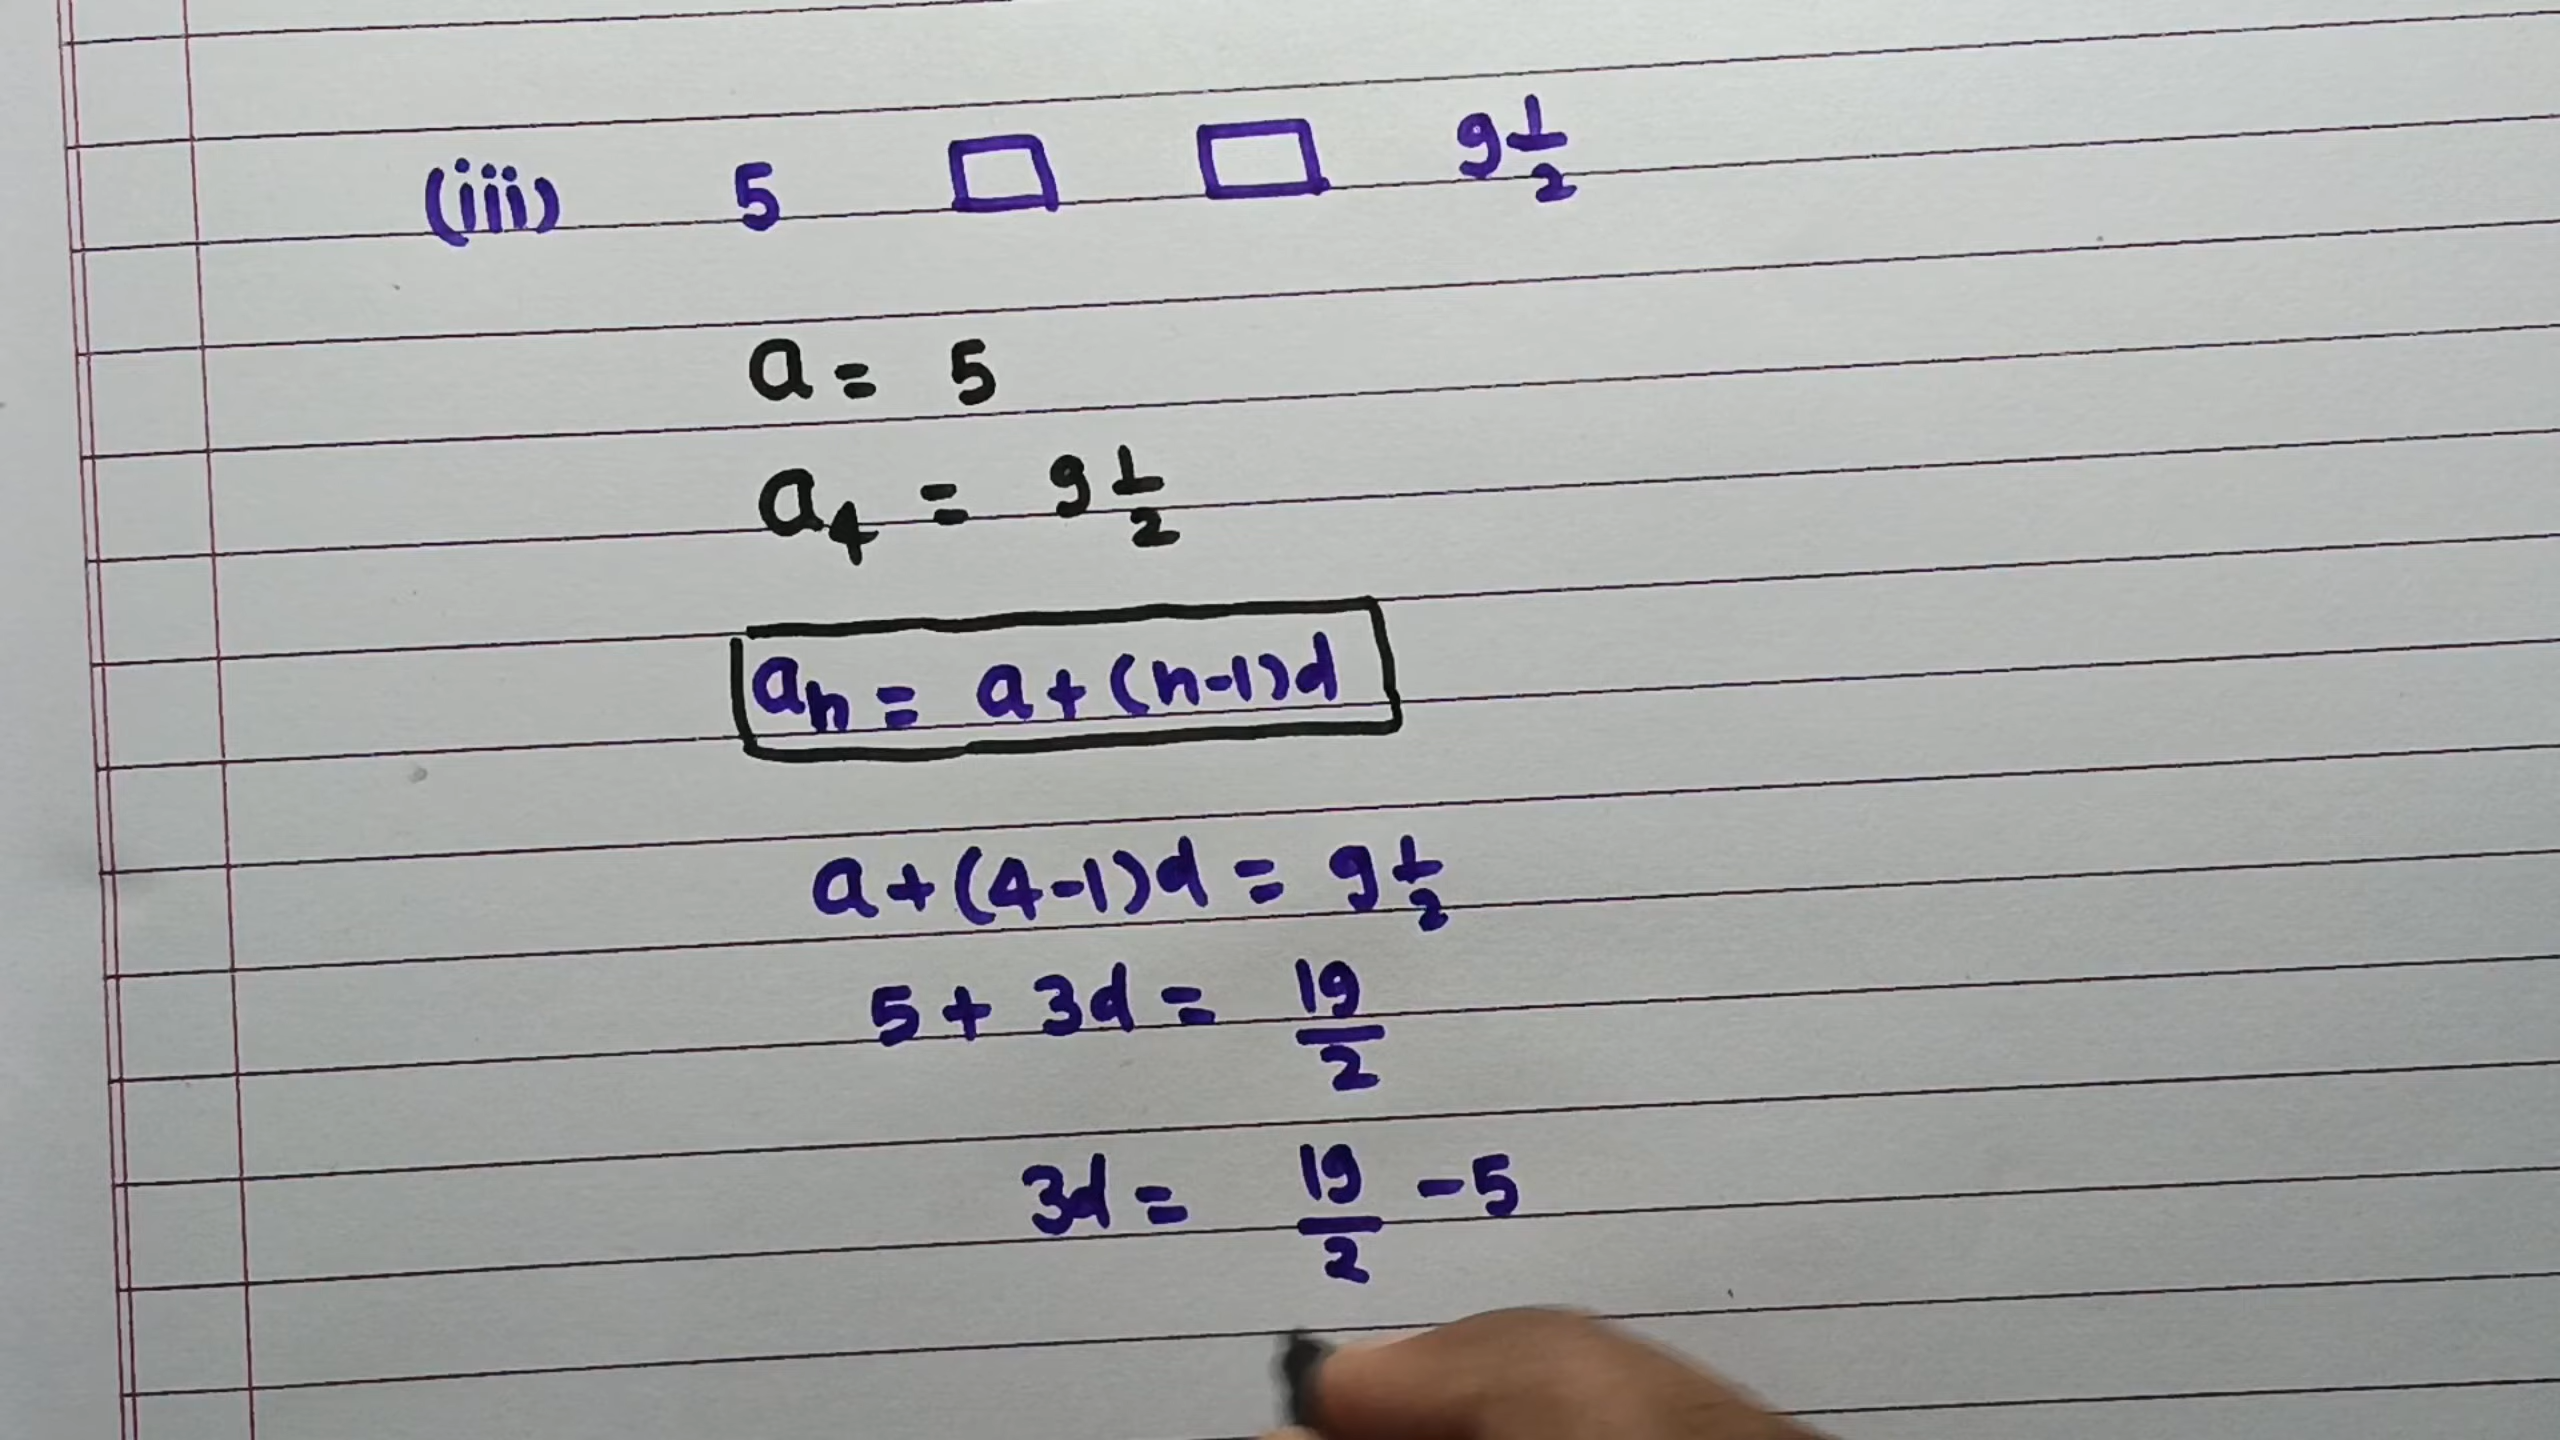 (iii) 5 □ □ 9 1/2
a = 5
a₄ = 9 1/2
aₙ = a + (n-1)d
a + (4-1)d = 9 1/2
5 + 3d = 19/2
3d = 19/2 - 5